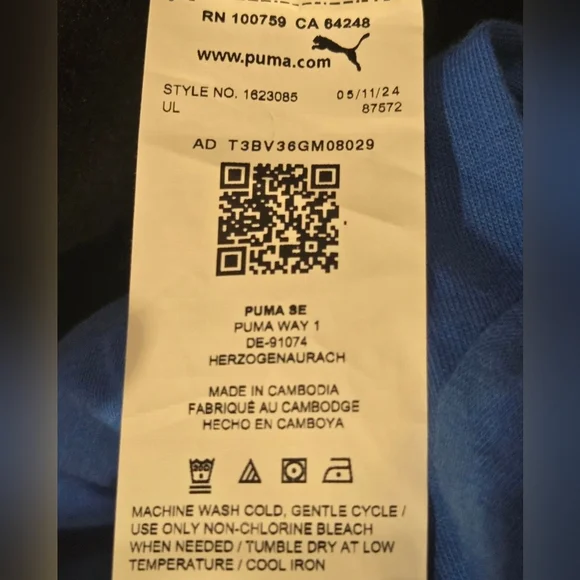 RN 100759 CA 64248
www.puma.com
STYLE NO. 1623085 05/11/24
UL 87572
AD T3BV36GM08029
PUMA SE
PUMA WAY 1
DE-91074
HERZOGENAURACH
MADE IN CAMBODIA
FABRIQUÉ AU CAMBODGE
HECHO EN CAMBOYA
MACHINE WASH COLD, GENTLE CYCLE /
USE ONLY NON-CHLORINE BLEACH
WHEN NEEDED / TUMBLE DRY AT LOW
TEMPERATURE / COOL IRON